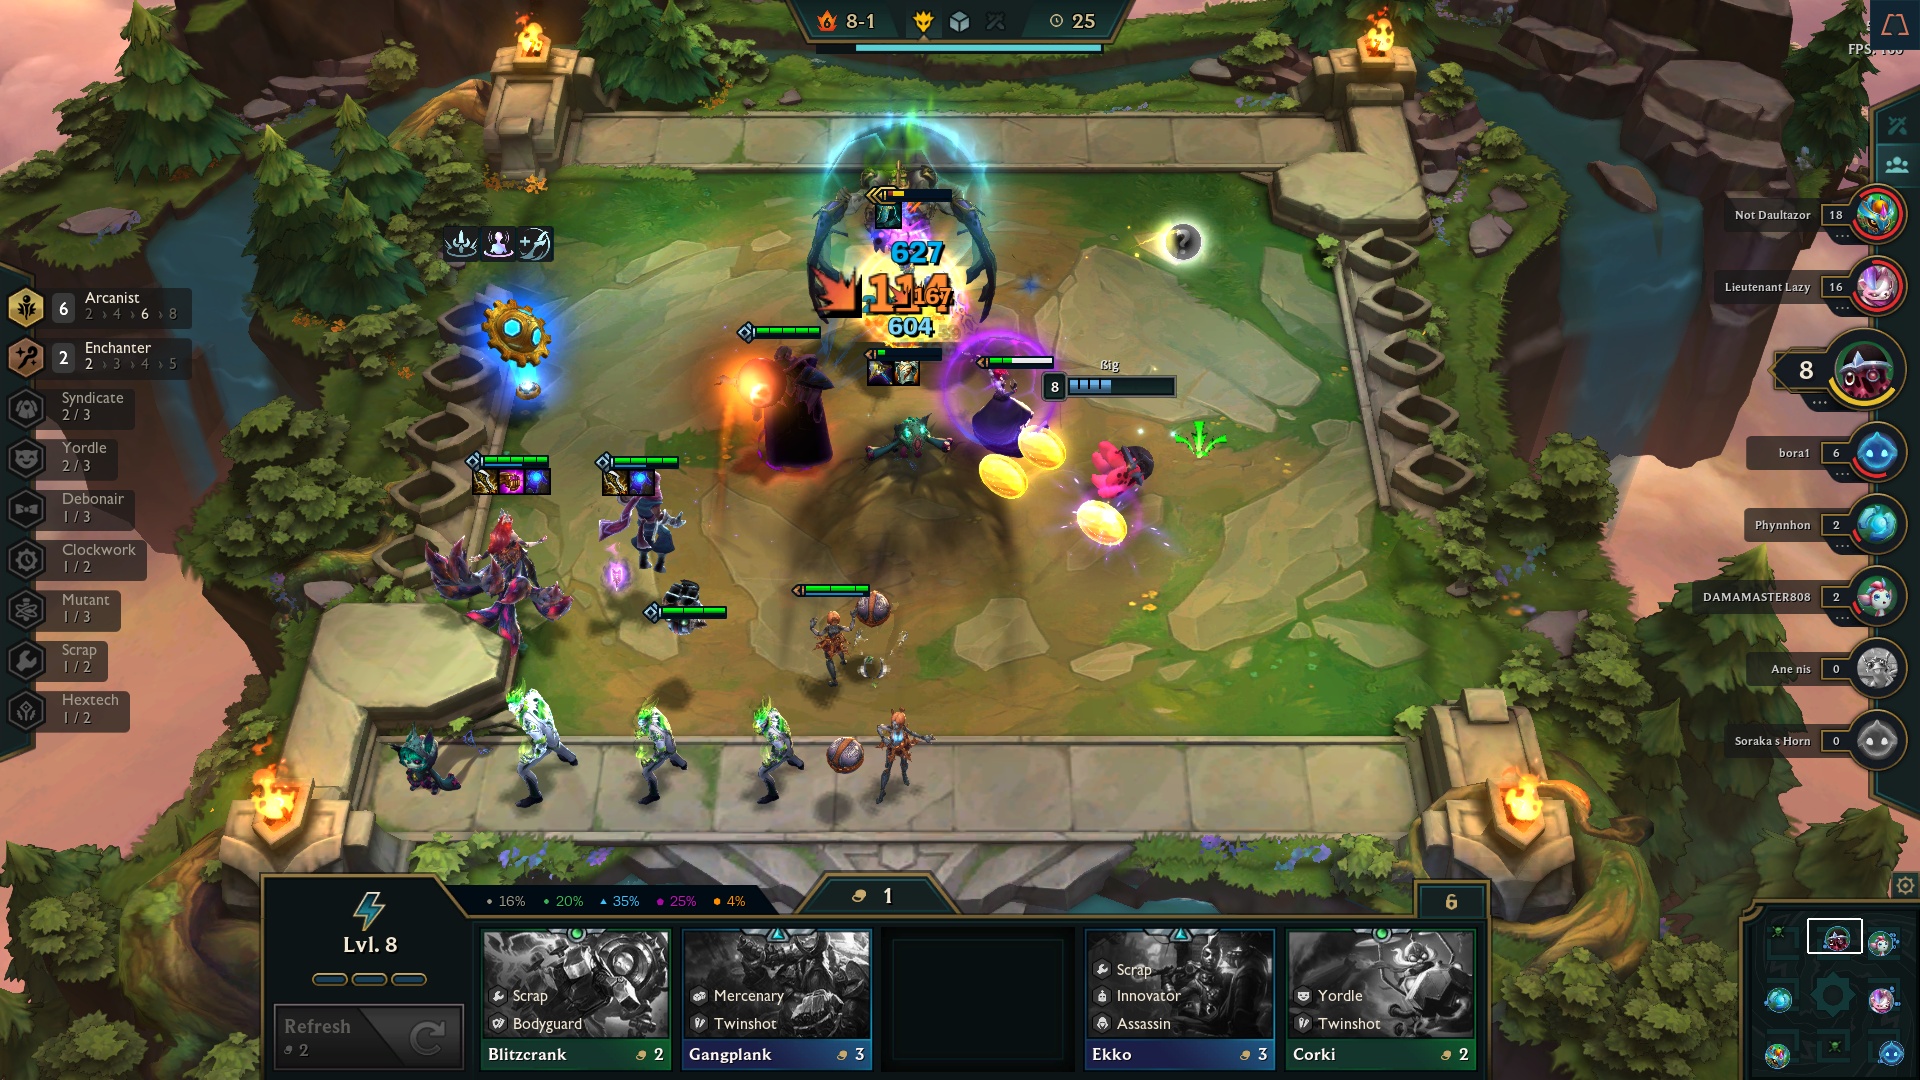 8-1
25
FPS:
Not Daultazor 18
Lieutenant Lazy 16
8
bora1 6
Phynnhon 2
DAMAMASTER808 2
Ane nis 0
Soraka s Horn 0
6 Arcanist
2 › 4 › 6 › 8
2 Enchanter
2 › 3 › 4 › 5
Syndicate
2 / 3
Yordle
2 / 3
Debonair
1 / 3
Clockwork
1 / 2
Mutant
1 / 3
Scrap
1 / 2
Hextech
1 / 2
627
114
167
604
ßig
8
16% 20% 35% 25% 4%
1
6
Lvl. 8
Refresh
2
Scrap
Bodyguard
Blitzcrank 2
Mercenary
Twinshot
Gangplank 3
Scrap
Innovator
Assassin
Ekko 3
Yordle
Twinshot
Corki 2